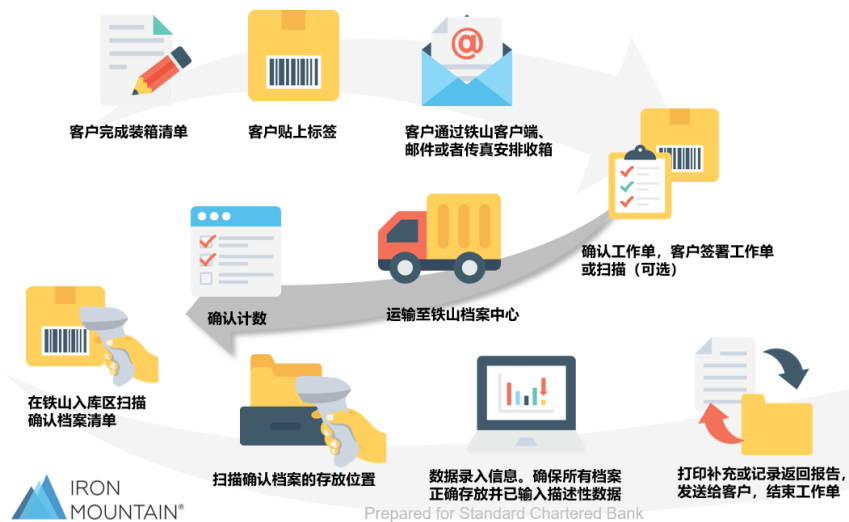 客户完成装箱清单
客户贴上标签
客户通过铁山客户端、
邮件或者传真安排收箱
确认工作单，客户签署工作单
或扫描（可选）
运输至铁山档案中心
确认计数
在铁山入库区扫描
确认档案清单
扫描确认档案的存放位置
数据录入信息。确保所有档案
正确存放并已输入描述性数据
打印补充或记录返回报告，
发送给客户，结束工作单
IRON
MOUNTAIN®
Prepared for Standard Chartered Bank